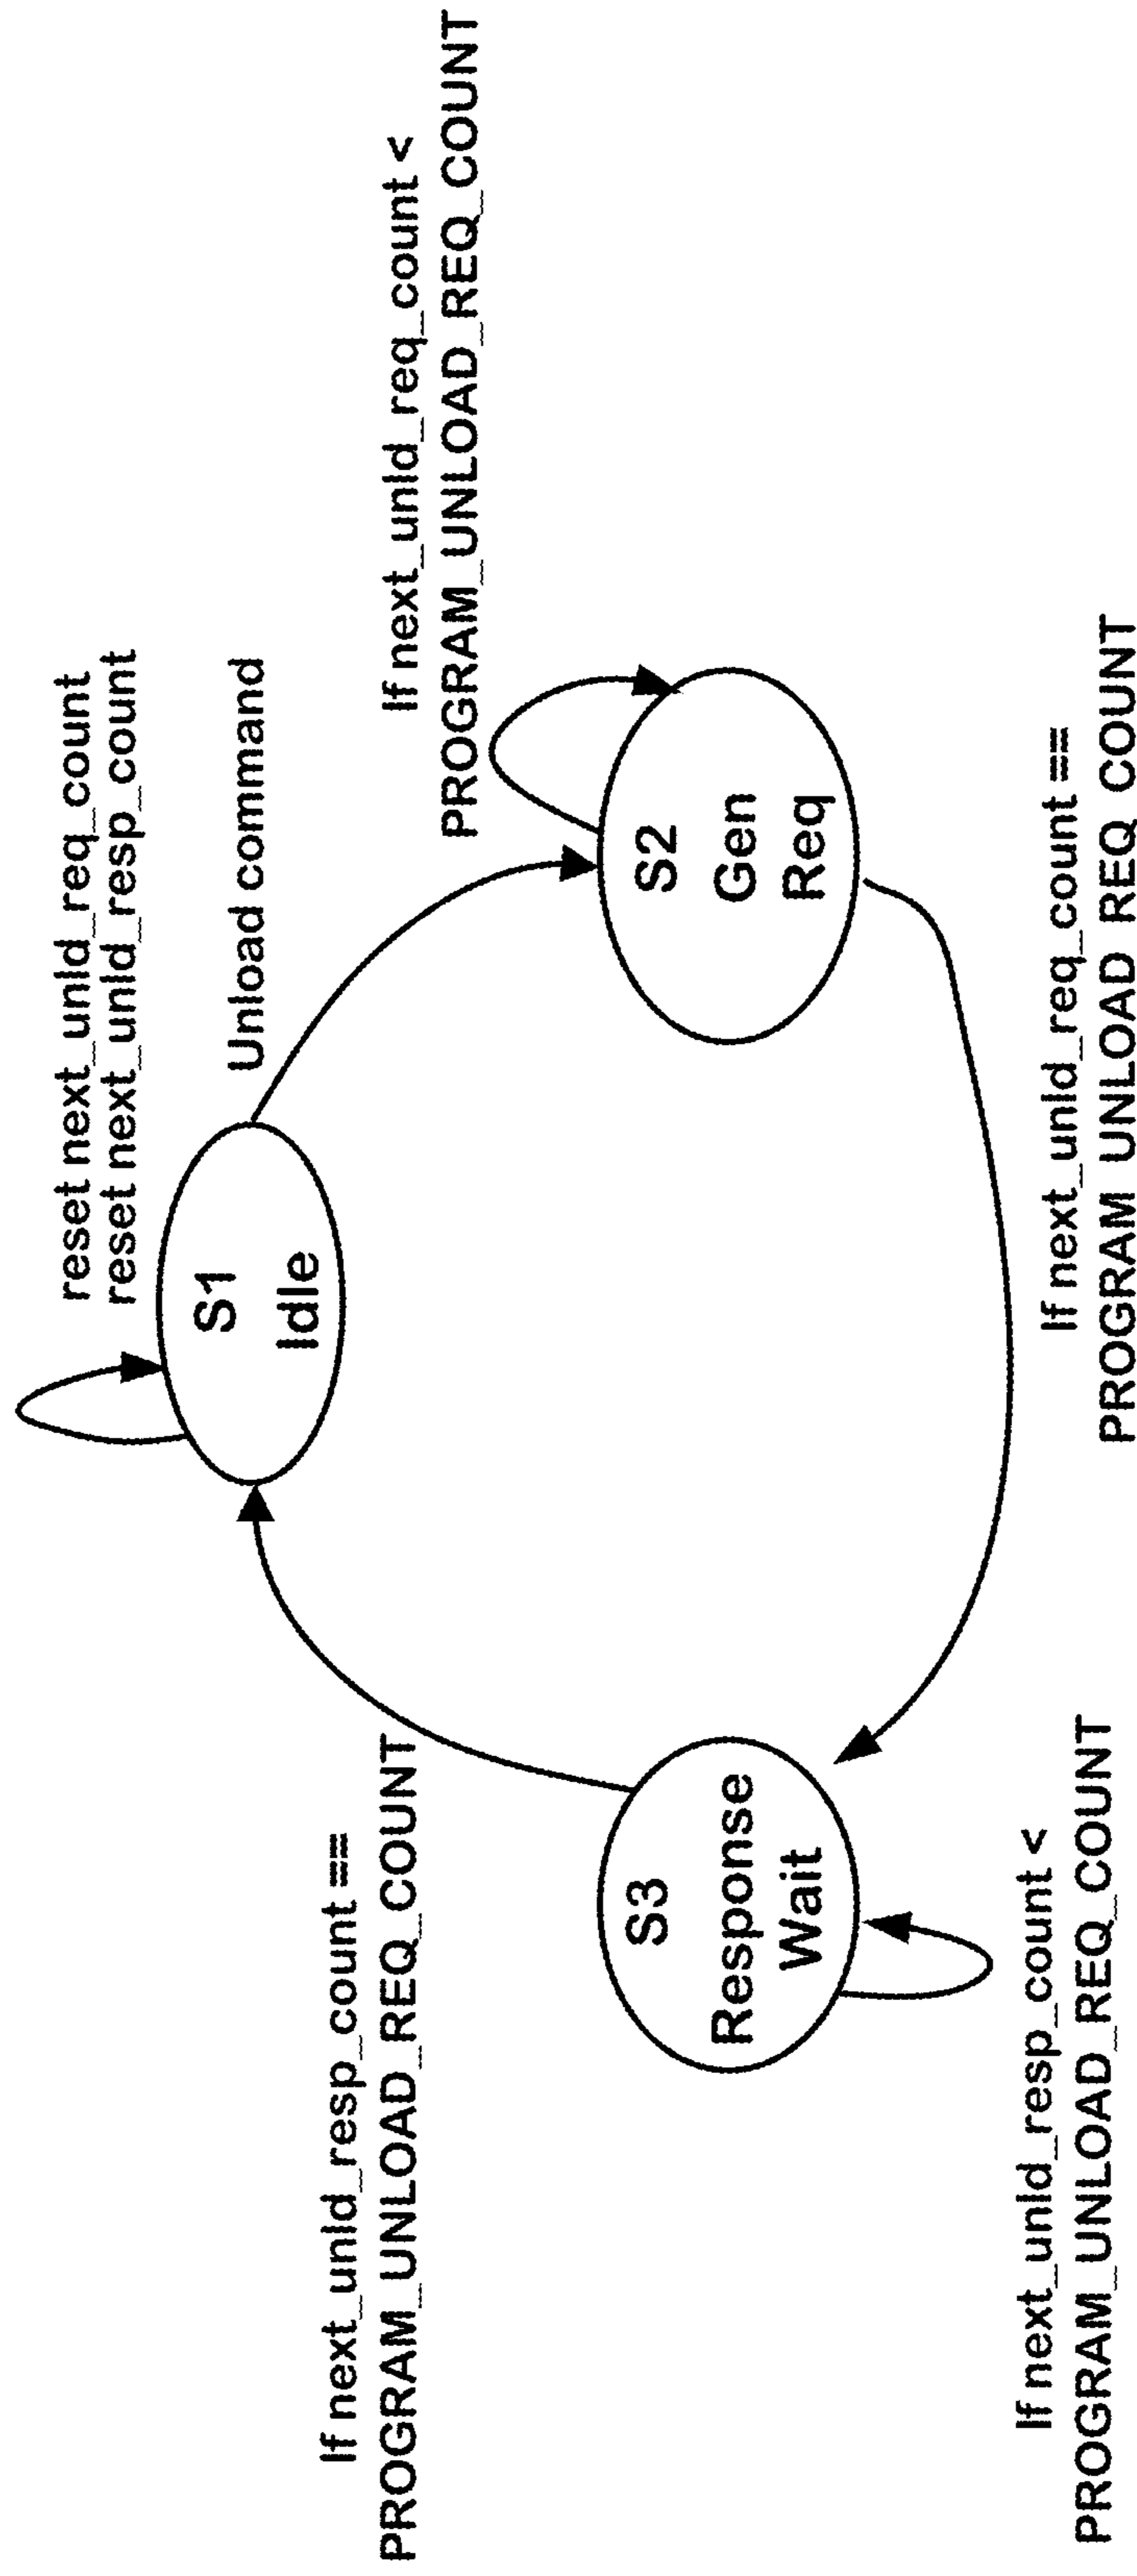 reset next_unld_req_count
reset next_unld_resp_count
S1
Idle
Unload command
If next_unld_req_count <
PROGRAM_UNLOAD_REQ_COUNT
S2
Gen
Req
If next_unld_req_count ==
PROGRAM_UNLOAD_REQ_COUNT
If next_unld_resp_count ==
PROGRAM_UNLOAD_REQ_COUNT
S3
Response
Wait
If next_unld_resp_count <
PROGRAM_UNLOAD_REQ_COUNT